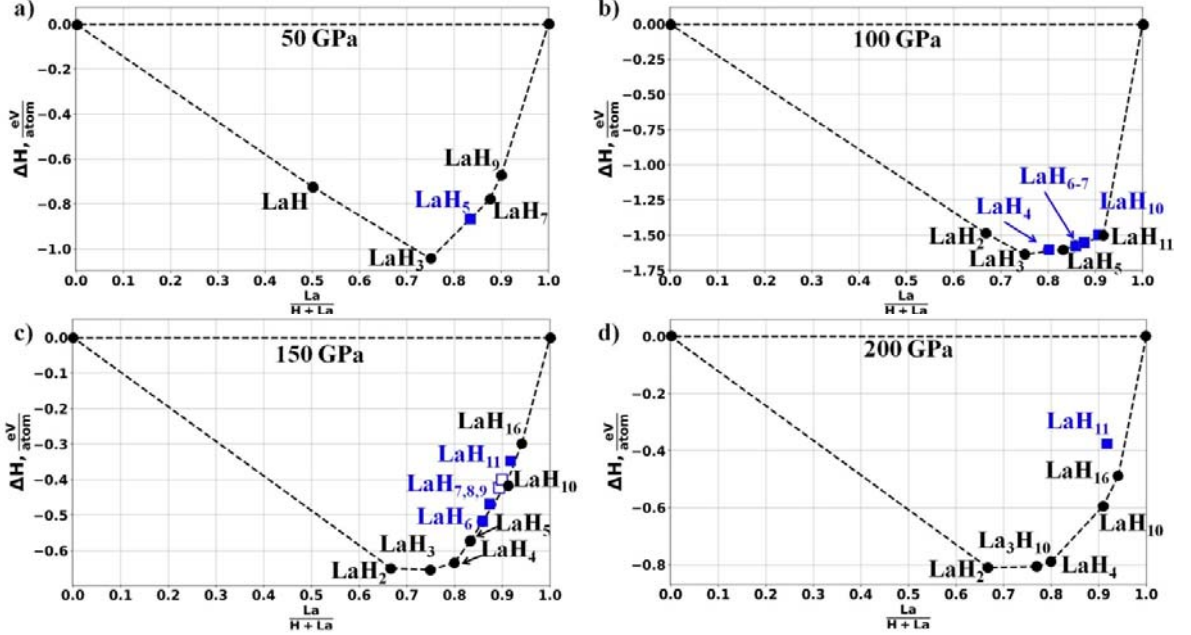 a)
50 GPa
0.0
−0.2
−0.4
−0.6
−0.8
−1.0
ΔH, eV/atom
LaH
LaH₃
LaH₅
LaH₇
LaH₉
0.0 0.1 0.2 0.3 0.4 0.5 0.6 0.7 0.8 0.9 1.0
La/(H + La)
b)
100 GPa
0.00
−0.25
−0.50
−0.75
−1.00
−1.25
−1.50
−1.75
ΔH, eV/atom
LaH₆₋₇
LaH₄
LaH₁₀
LaH₂
LaH₃
LaH₅
LaH₁₁
0.0 0.1 0.2 0.3 0.4 0.5 0.6 0.7 0.8 0.9 1.0
La/(H + La)
c)
150 GPa
0.0
−0.1
−0.2
−0.3
−0.4
−0.5
−0.6
ΔH, eV/atom
LaH₁₆
LaH₁₁
LaH₁₀
LaH₇,₈,₉
LaH₆
LaH₅
LaH₃
LaH₄
LaH₂
0.0 0.1 0.2 0.3 0.4 0.5 0.6 0.7 0.8 0.9 1.0
La/(H + La)
d)
200 GPa
0.0
−0.2
−0.4
−0.6
−0.8
ΔH, eV/atom
LaH₁₁
LaH₁₆
LaH₁₀
La₃H₁₀
LaH₂
LaH₄
0.0 0.1 0.2 0.3 0.4 0.5 0.6 0.7 0.8 0.9 1.0
La/(H + La)